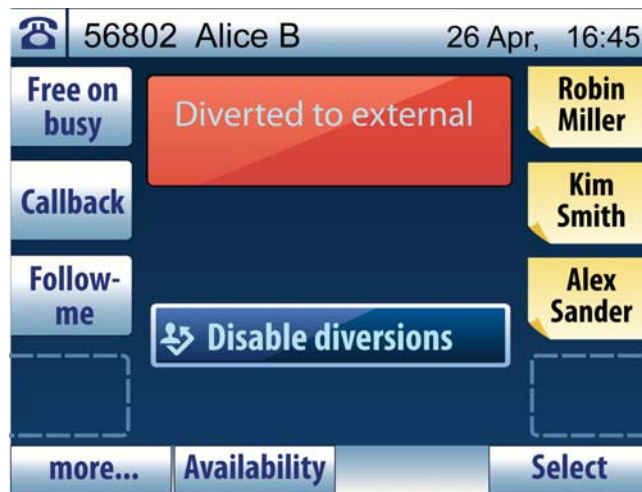 56802 Alice B 26 Apr, 16:45
Free on
busy
Callback
Follow-
me
Diverted to external
Disable diversions
Robin
Miller
Kim
Smith
Alex
Sander
more... Availability Select